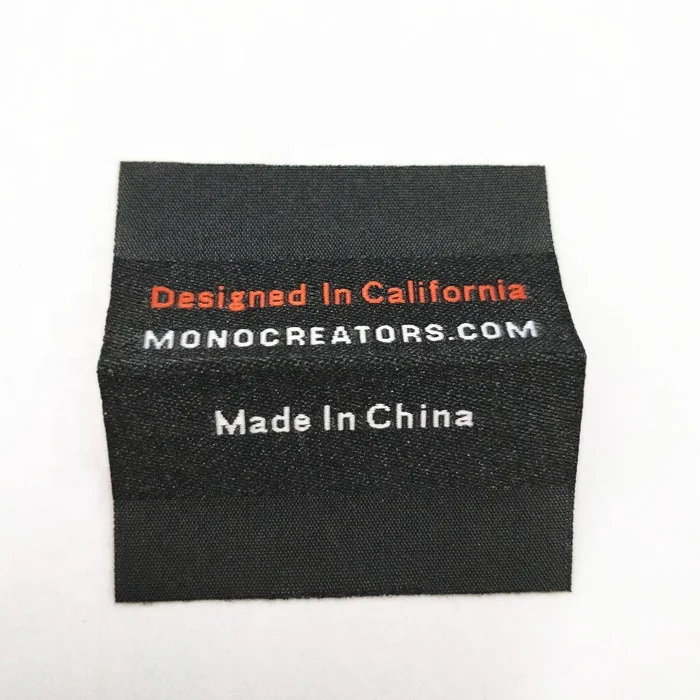 Designed In California
MONOCREATORS.COM
Made In China